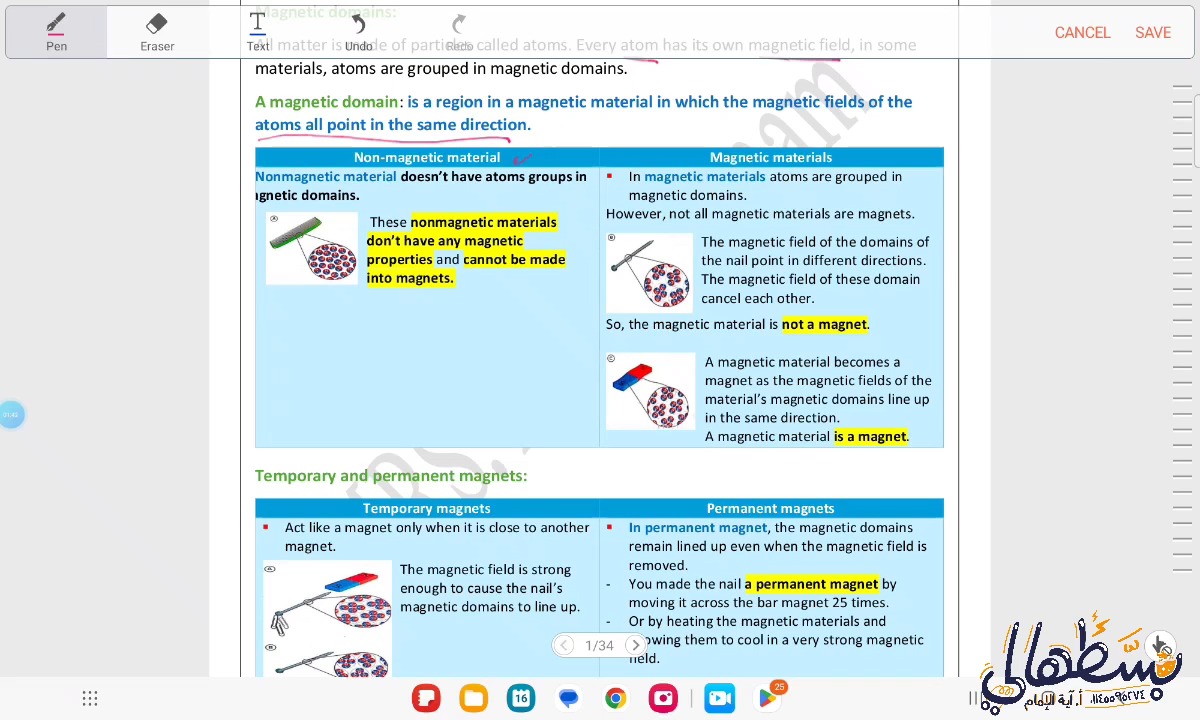 Magnetic domains:
Pen
Eraser
Text
Undo
Redo
CANCEL
SAVE
All matter is made of particles called atoms. Every atom has its own magnetic field, in some
materials, atoms are grouped in magnetic domains.
A magnetic domain: is a region in a magnetic material in which the magnetic fields of the
atoms all point in the same direction.
Non-magnetic material
Nonmagnetic material doesn't have atoms groups in
agnetic domains.
These nonmagnetic materials
don't have any magnetic
properties and cannot be made
into magnets.
Magnetic materials
In magnetic materials atoms are grouped in
magnetic domains.
However, not all magnetic materials are magnets.
The magnetic field of the domains of
the nail point in different directions.
The magnetic field of these domain
cancel each other.
So, the magnetic material is not a magnet.
A magnetic material becomes a
magnet as the magnetic fields of the
material's magnetic domains line up
in the same direction.
A magnetic material is a magnet.
01:43
Temporary and permanent magnets:
Temporary magnets
Act like a magnet only when it is close to another
magnet.
The magnetic field is strong
enough to cause the nail's
magnetic domains to line up.
Permanent magnets
In permanent magnet, the magnetic domains
remain lined up even when the magnetic field is
removed.
- You made the nail a permanent magnet by
moving it across the bar magnet 25 times.
- Or by heating the magnetic materials and
owing them to cool in a very strong magnetic
field.
1/34
16
25
أ. آية الإمام